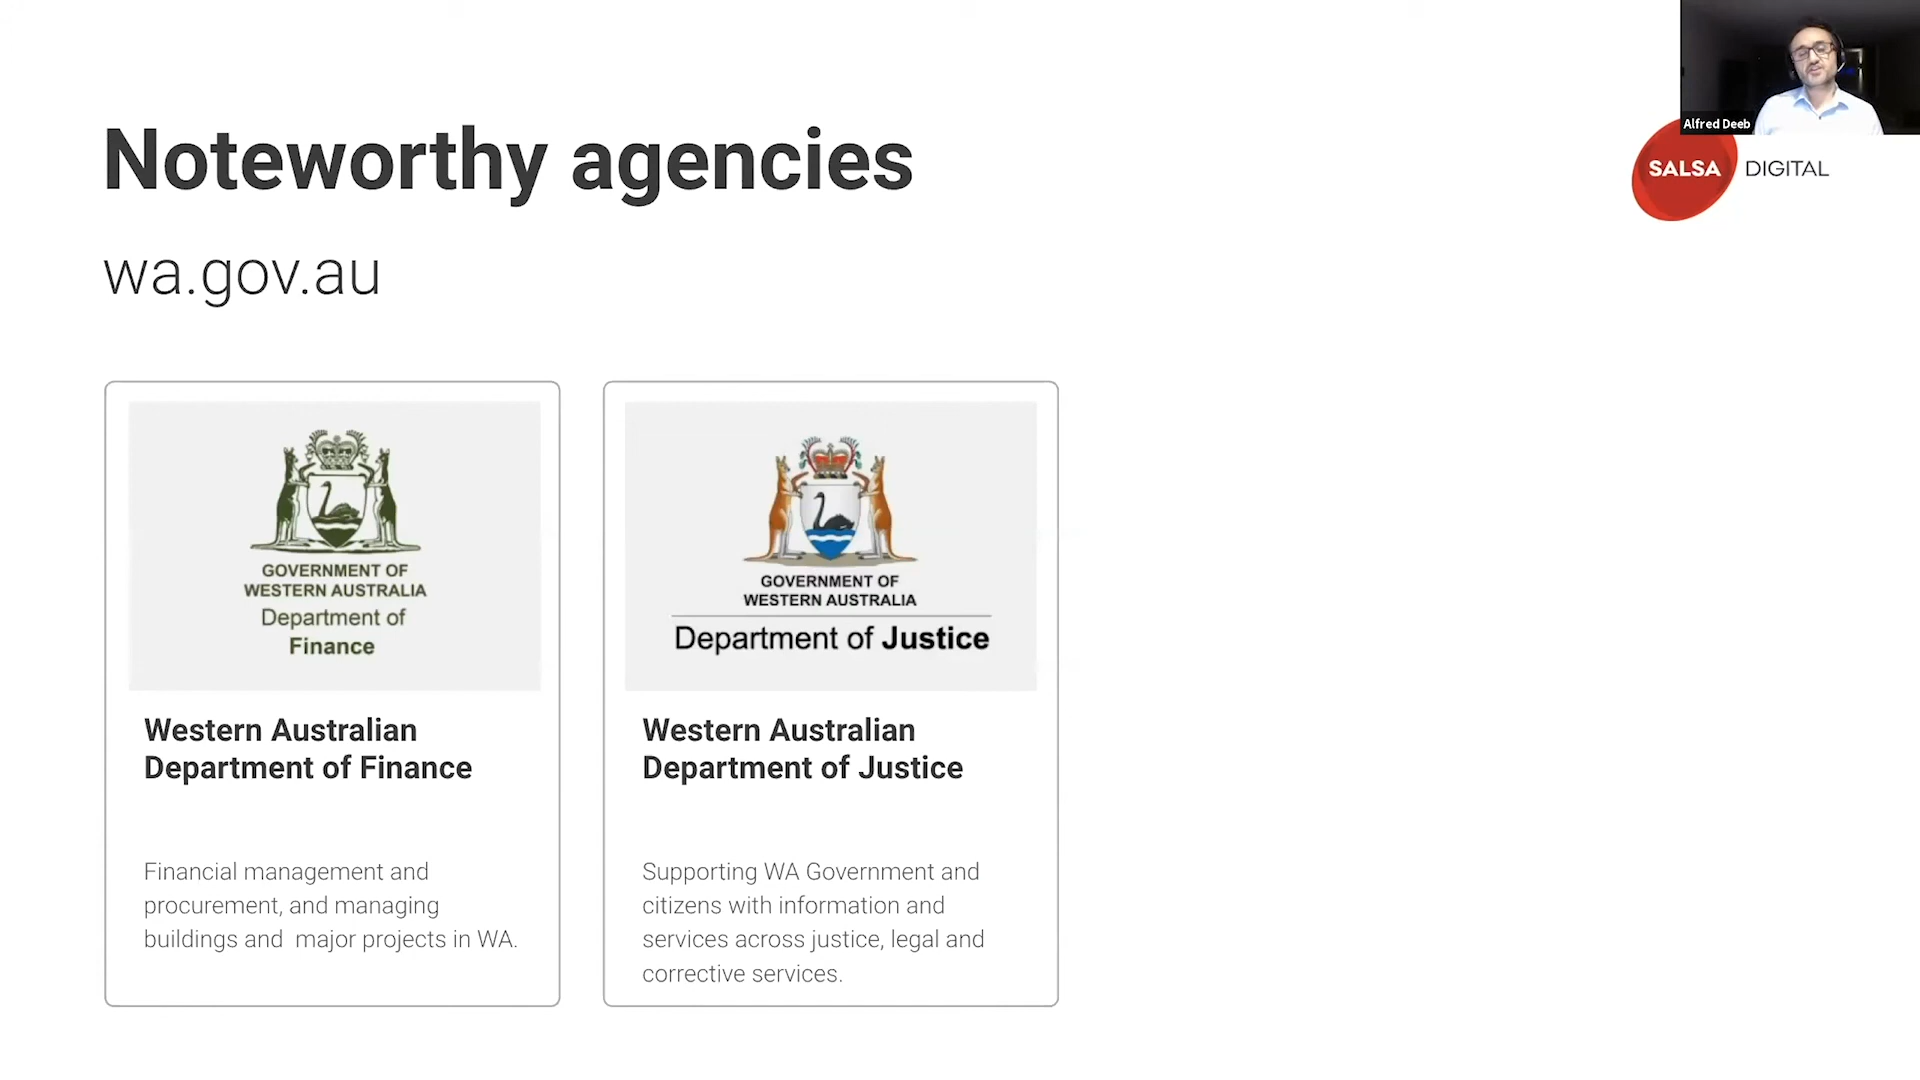 Alfred Deeb
Noteworthy agencies
SALSA DIGITAL
wa.gov.au
GOVERNMENT OF
WESTERN AUSTRALIA
Department of
Finance
Western Australian
Department of Finance
Financial management and
procurement, and managing
buildings and  major projects in WA.
GOVERNMENT OF
WESTERN AUSTRALIA
Department of Justice
Western Australian
Department of Justice
Supporting WA Government and
citizens with information and
services across justice, legal and
corrective services.